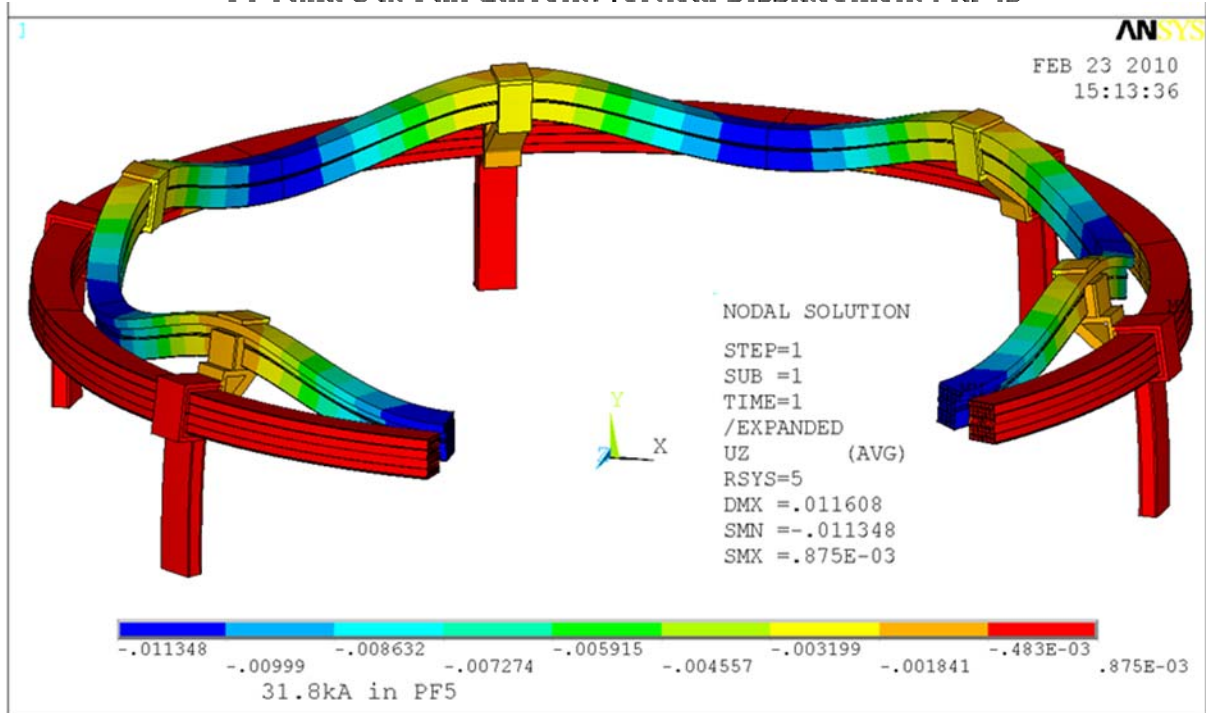 1
ANSYS
FEB 23 2010
15:13:36
NODAL SOLUTION
STEP=1
SUB =1
TIME=1
/EXPANDED
UZ (AVG)
RSYS=5
DMX =.011608
SMN =-.011348
SMX =.875E-03
Y
X
Z
-.011348 -.008632 -.005915 -.003199 -.483E-03
-.00999 -.007274 -.004557 -.001841 .875E-03
31.8kA in PF5